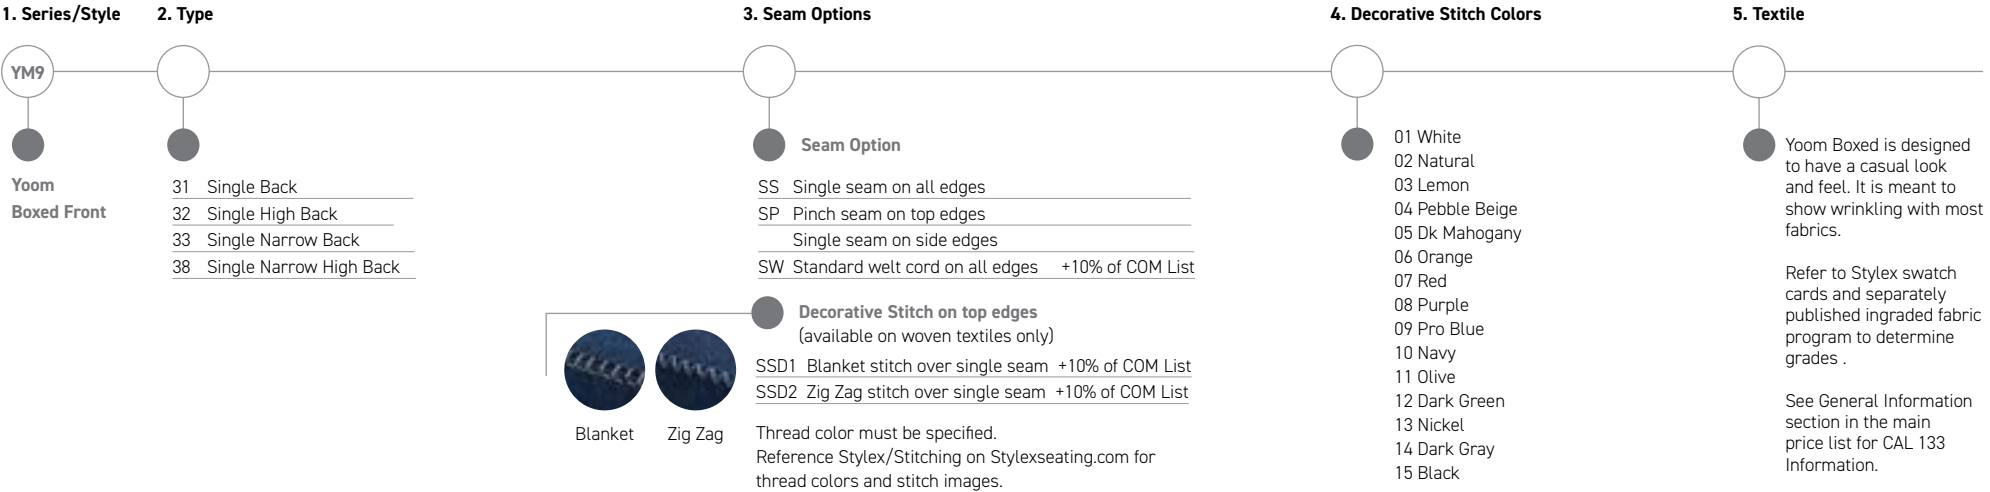 1. Series/Style
YM9
Yoom
Boxed Front
2. Type
31 Single Back
32 Single High Back
33 Single Narrow Back
38 Single Narrow High Back
3. Seam Options
Seam Option
SS Single seam on all edges
SP Pinch seam on top edges
Single seam on side edges
SW Standard welt cord on all edges +10% of COM List
Decorative Stitch on top edges
(available on woven textiles only)
SSD1 Blanket stitch over single seam +10% of COM List
SSD2 Zig Zag stitch over single seam +10% of COM List
Blanket Zig Zag
Thread color must be specified.
Reference Stylex/Stitching on Stylexseating.com for
thread colors and stitch images.
4. Decorative Stitch Colors
01 White
02 Natural
03 Lemon
04 Pebble Beige
05 Dk Mahogany
06 Orange
07 Red
08 Purple
09 Pro Blue
10 Navy
11 Olive
12 Dark Green
13 Nickel
14 Dark Gray
15 Black
5. Textile
Yoom Boxed is designed
to have a casual look
and feel. It is meant to
show wrinkling with most
fabrics.
Refer to Stylex swatch
cards and separately
published ingraded fabric
program to determine
grades .
See General Information
section in the main
price list for CAL 133
Information.